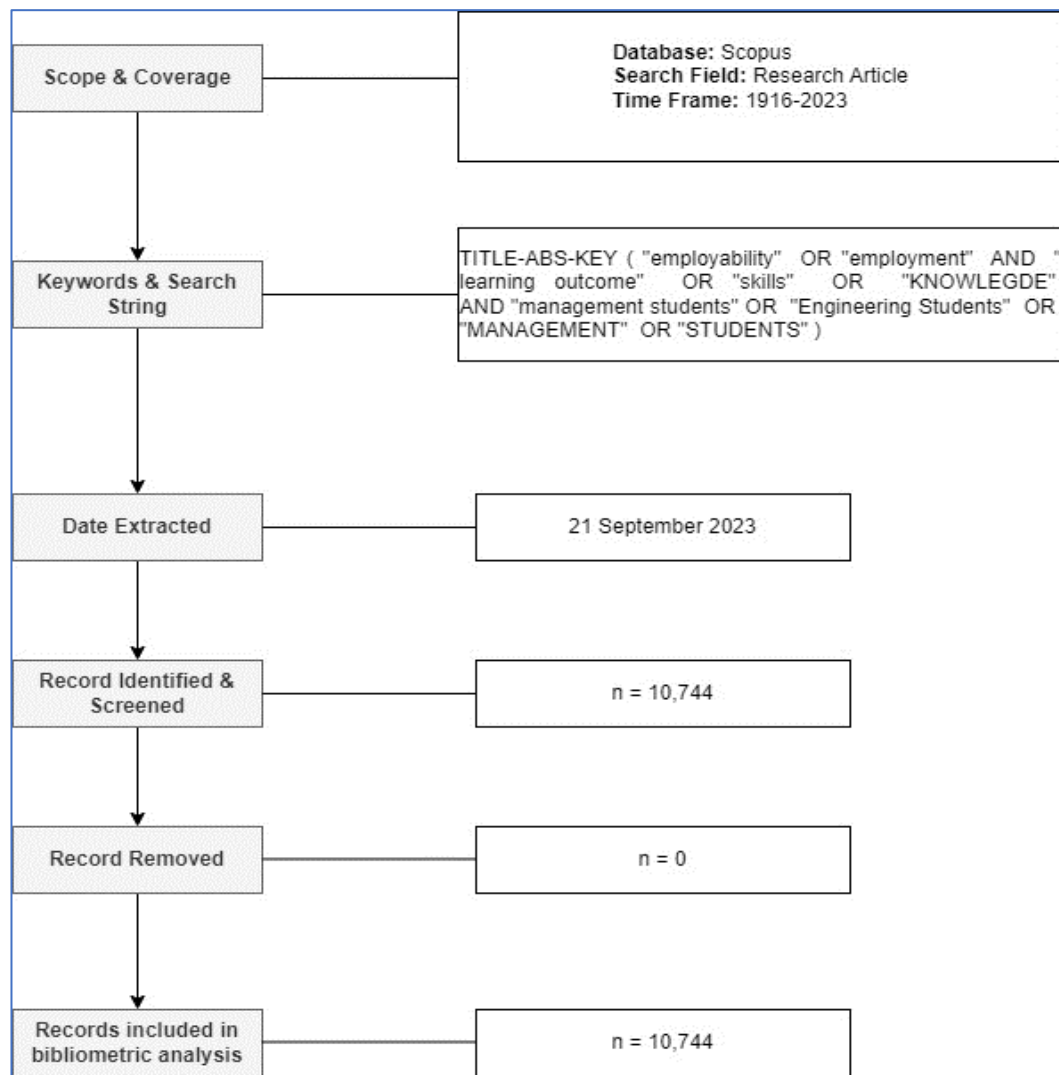 Scope & Coverage
Database: Scopus
Search Field: Research Article
Time Frame: 1916-2023
Keywords & Search
String
TITLE-ABS-KEY ( "employability" OR "employment" AND "
learning outcome" OR "skills" OR "KNOWLEGDE"
AND "management students" OR "Engineering Students" OR
"MANAGEMENT" OR "STUDENTS" )
Date Extracted
21 September 2023
Record Identified &
Screened
n = 10,744
Record Removed
n = 0
Records included in
bibliometric analysis
n = 10,744